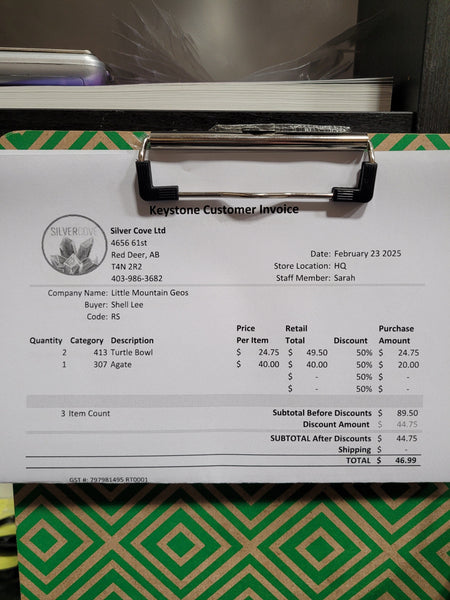 Keystone Customer Invoice
SILVERCOVE
Silver Cove Ltd
4656 61st
Red Deer, AB
T4N 2R2
403-986-3682
Date: February 23 2025
Store Location: HQ
Staff Member: Sarah
Company Name: Little Mountain Geos
Buyer: Shell Lee
Code: RS
Quantity Category Description Price Per Item Retail Total Discount Purchase Amount
2 413 Turtle Bowl $ 24.75 $ 49.50 50% $ 24.75
1 307 Agate $ 40.00 $ 40.00 50% $ 20.00
$ - 50% $ -
$ - 50% $ -
3 Item Count
Subtotal Before Discounts $ 89.50
Discount Amount $ 44.75
SUBTOTAL After Discounts $ 44.75
Shipping $ -
TOTAL $ 46.99
GST #: 797981495 RT0001